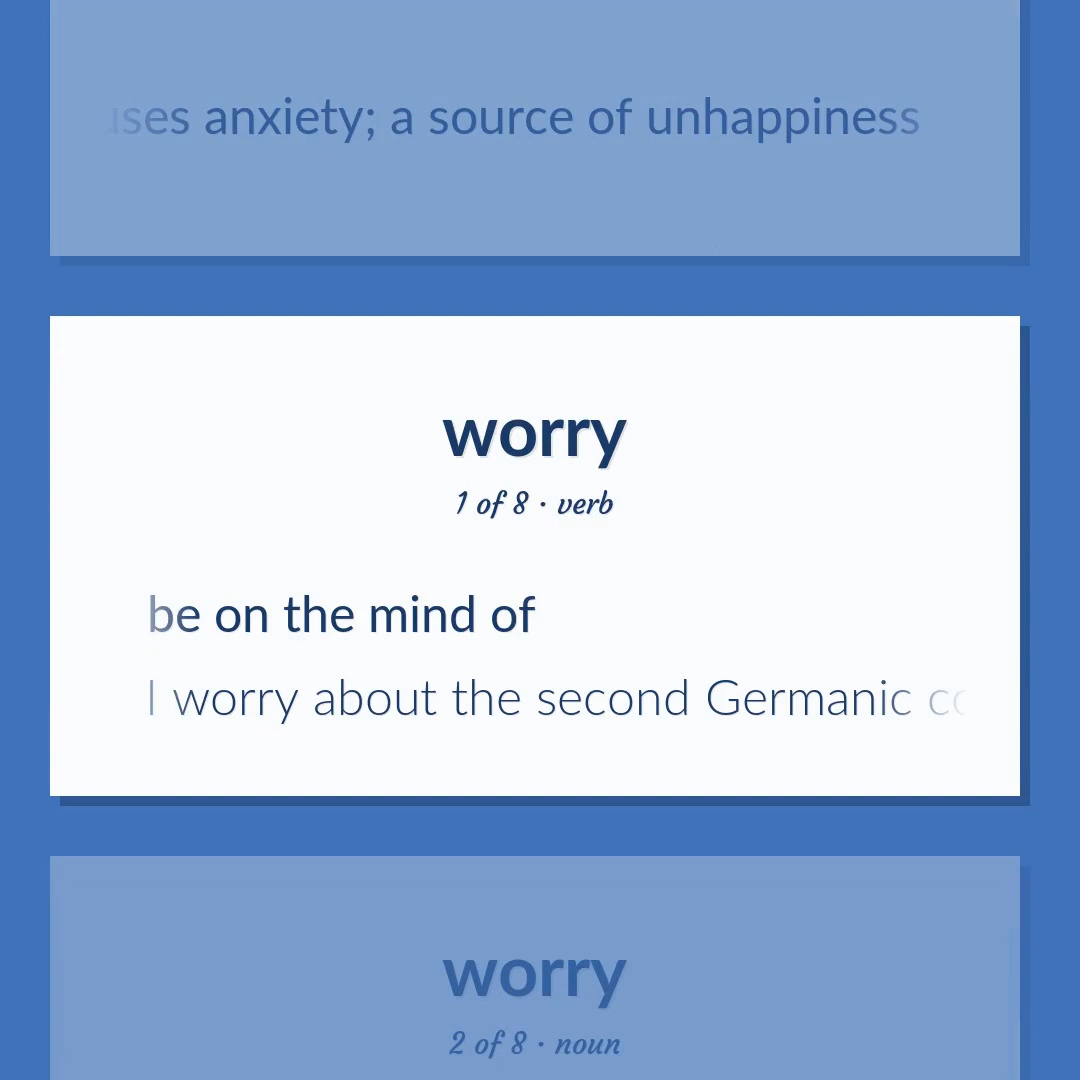 anxiety; a source of unhappiness
worry
1 of 8 · verb
be on the mind of
I worry about the second Germanic
worry
2 of 8 · noun